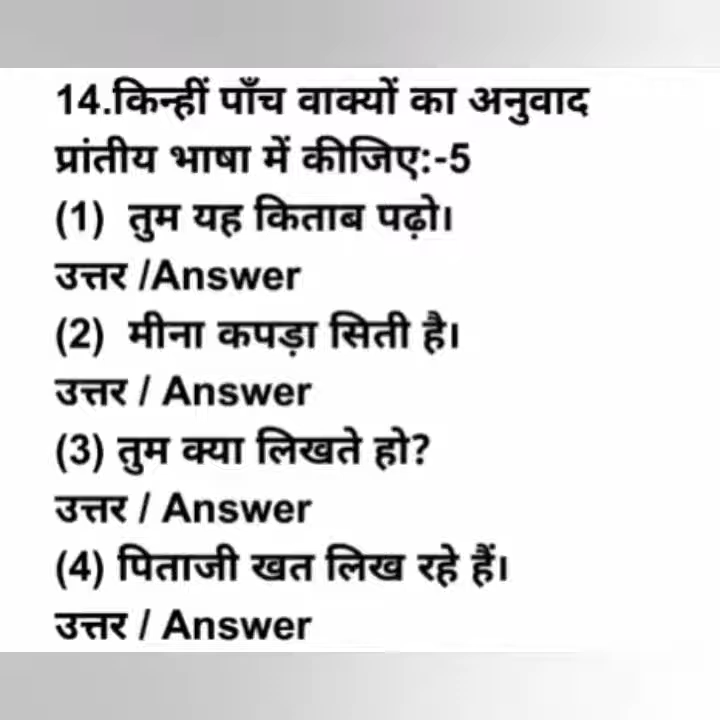 14.किन्हीं पाँच वाक्यों का अनुवाद
प्रांतीय भाषा में कीजिए:-5
(1) तुम यह किताब पढ़ो।
उत्तर /Answer
(2) मीना कपड़ा सिती है।
उत्तर / Answer
(3) तुम क्या लिखते हो?
उत्तर / Answer
(4) पिताजी खत लिख रहे हैं।
उत्तर / Answer